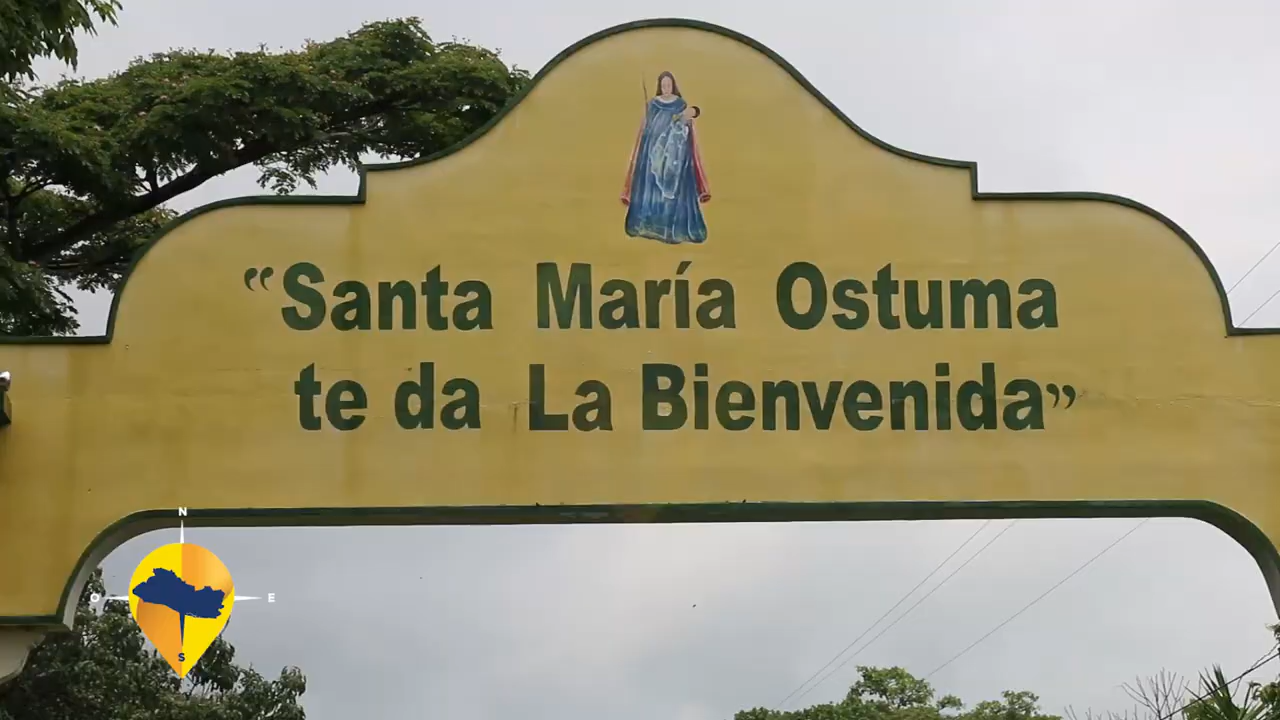 “Santa María Ostuma
te da La Bienvenida”
N
O E
S